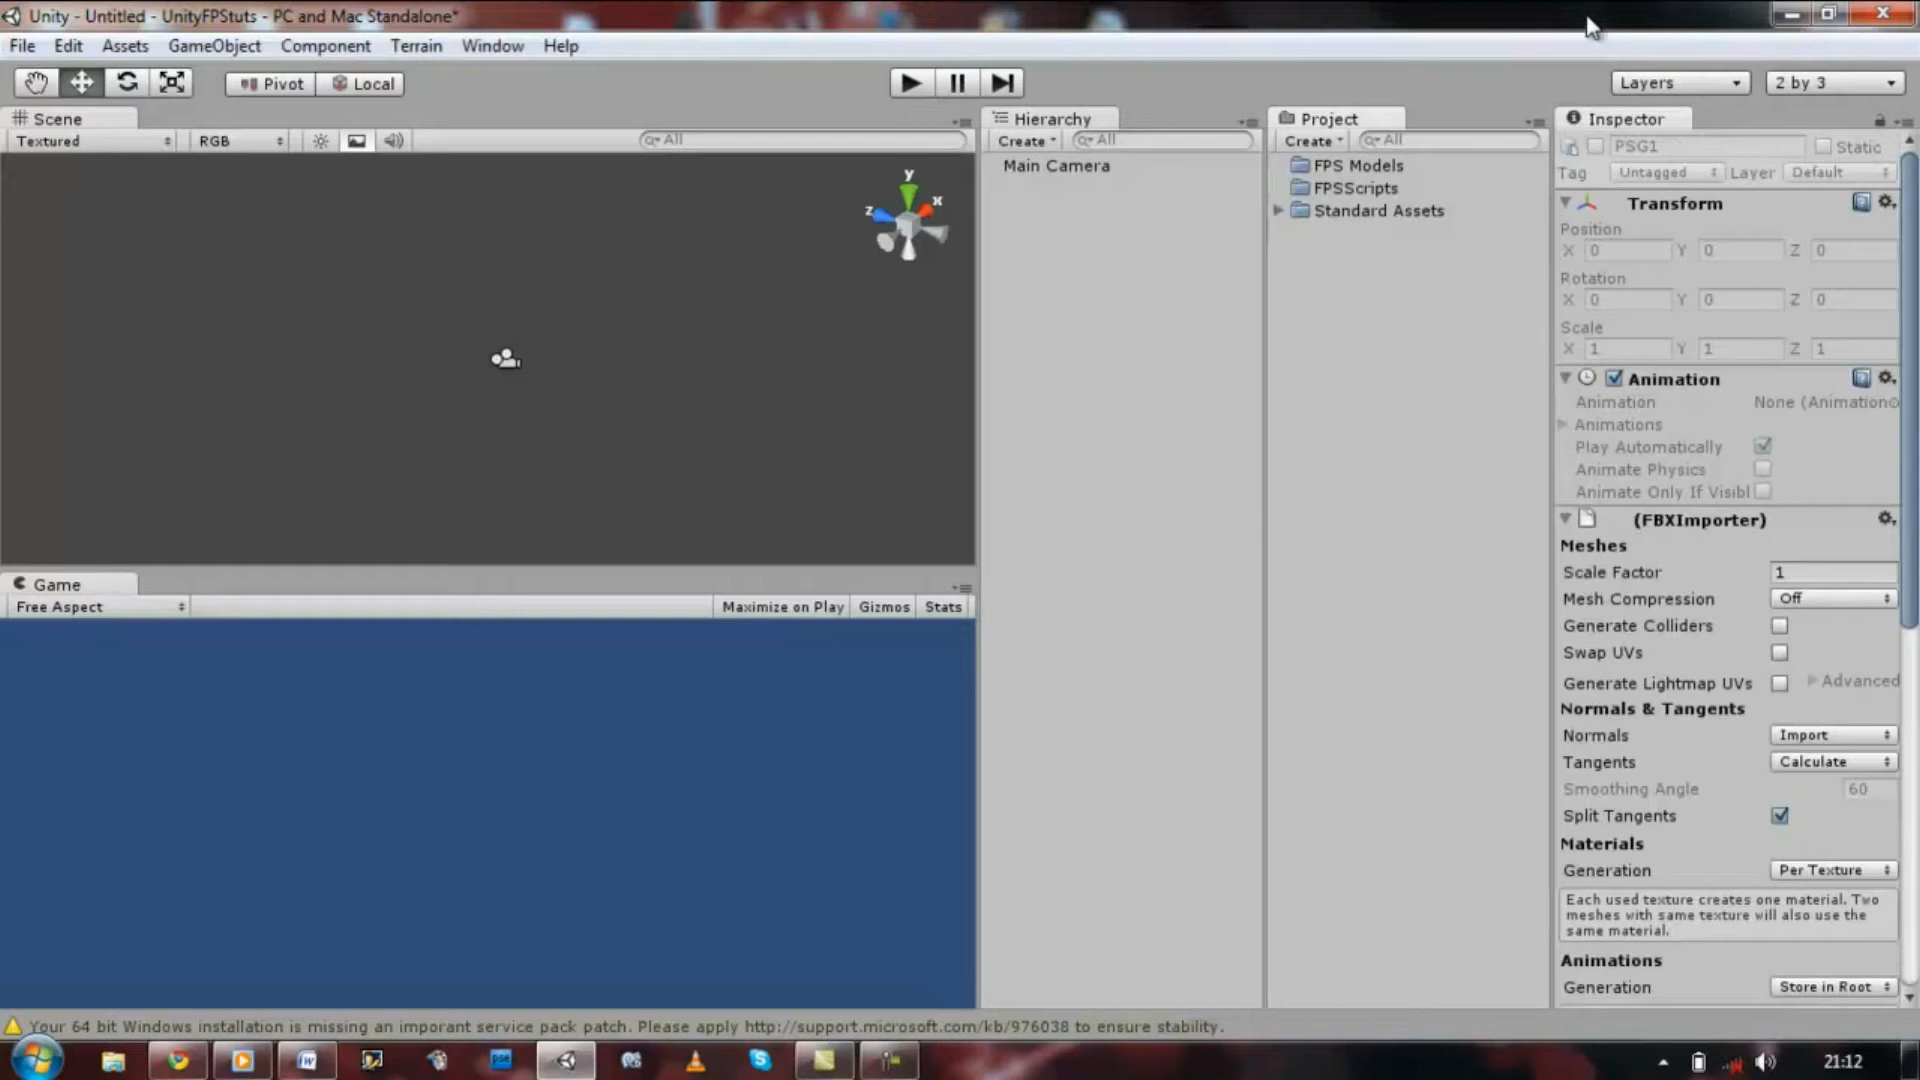 Unity - Untitled - UnityFPStuts - PC and Mac Standalone*
File Edit Assets GameObject Component Terrain Window Help
Pivot Local Layers 2 by 3
Scene
Textured RGB All
y
x
z
Game
Free Aspect Maximize on Play Gizmos Stats
Hierarchy
Create All
Main Camera
Project
Create All
FPS Models
FPSScripts
Standard Assets
Inspector
PSG1 Static
Tag Untagged Layer Default
Transform
Position
X 0 Y 0 Z 0
Rotation
X 0 Y 0 Z 0
Scale
X 1 Y 1 Z 1
Animation
Animation None (Animation
Animations
Play Automatically
Animate Physics
Animate Only If Visibl
(FBXImporter)
Meshes
Scale Factor 1
Mesh Compression Off
Generate Colliders
Swap UVs
Generate Lightmap UVs Advanced
Normals & Tangents
Normals Import
Tangents Calculate
Smoothing Angle 60
Split Tangents
Materials
Generation Per Texture
Each used texture creates one material. Two
meshes with same texture will also use the
same material.
Animations
Generation Store in Root
Your 64 bit Windows installation is missing an imporant service pack patch. Please apply http://support.microsoft.com/kb/976038 to ensure stability.
W pse S 21:12